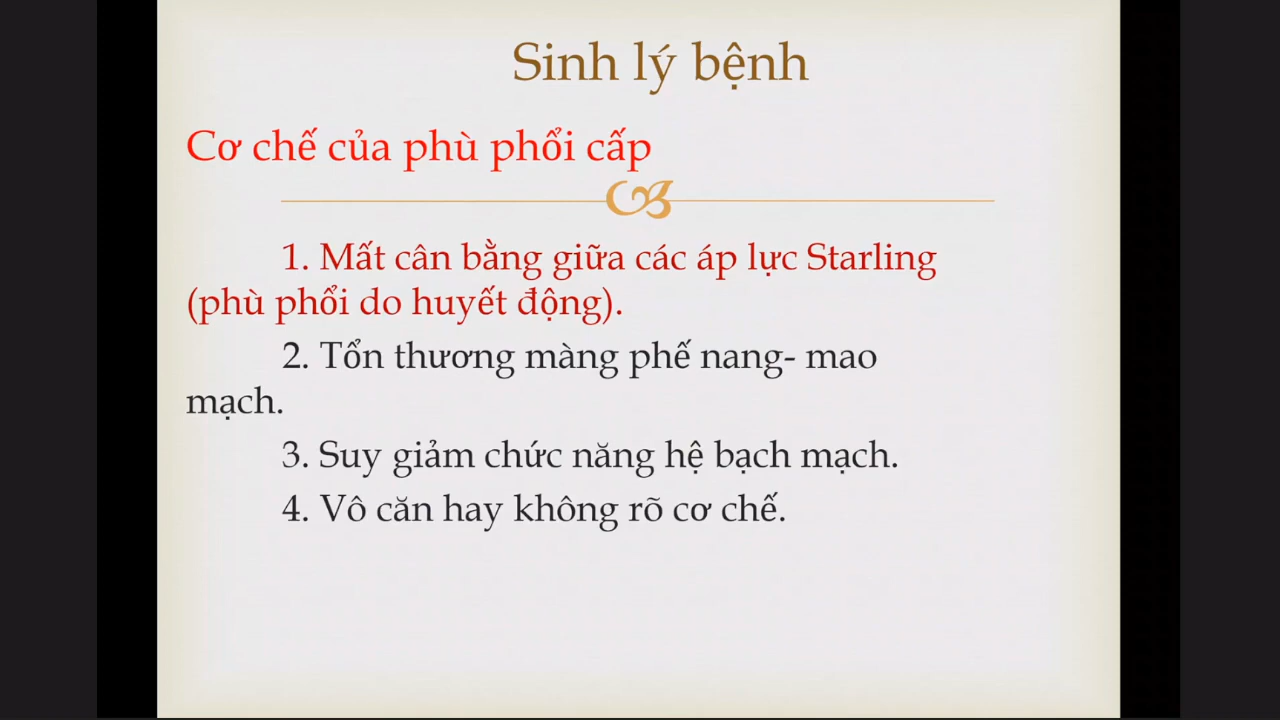 Sinh lý bệnh
Cơ chế của phù phổi cấp
1. Mất cân bằng giữa các áp lực Starling
(phù phổi do huyết động).
2. Tổn thương màng phế nang- mao
mạch.
3. Suy giảm chức năng hệ bạch mạch.
4. Vô căn hay không rõ cơ chế.